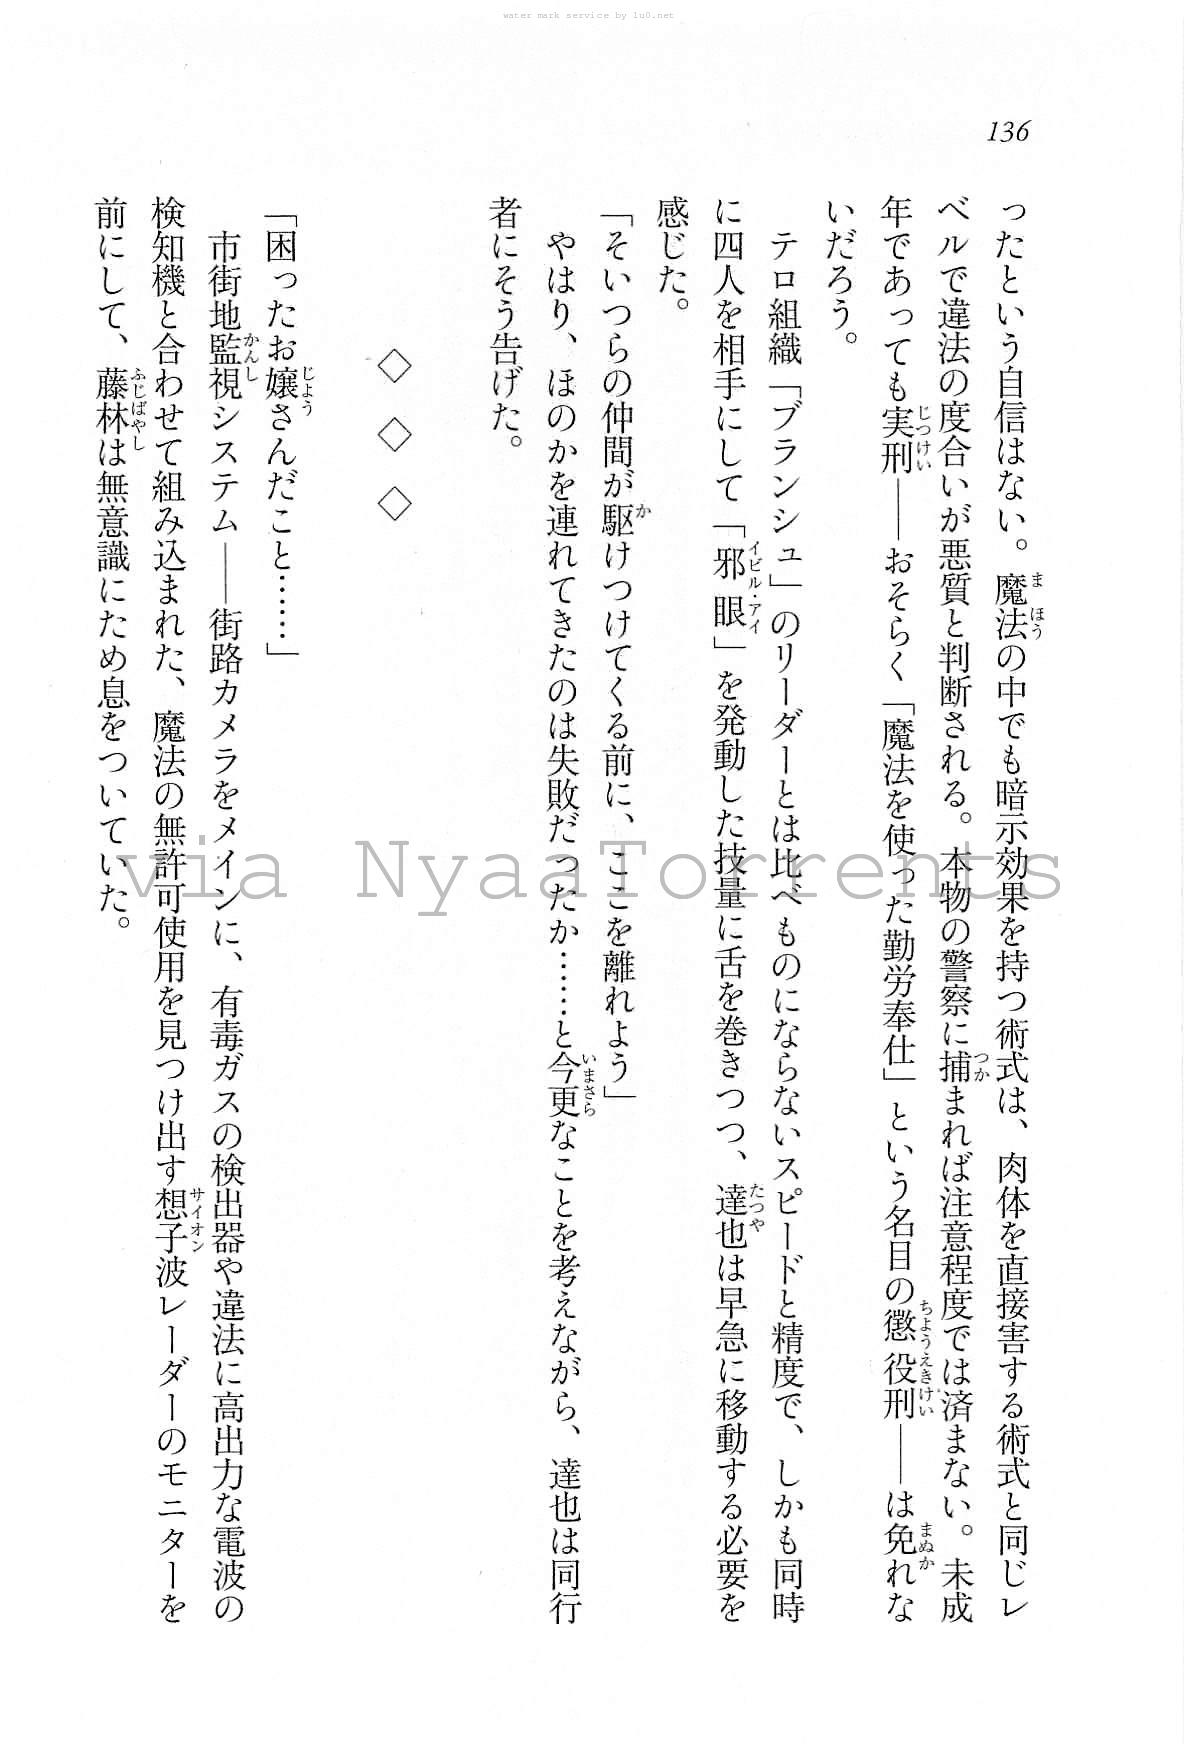 water mark service by lu0.net
136
ったという自信はない。魔法の中でも暗示効果を持つ術式は、肉体を直接害する術式と同じレ
ベルで違法の度合いが悪質と判断される。本物の警察に捕まれば注意程度では済まない。未成
年であっても実刑――おそらく「魔法を使った勤労奉仕」という名目の懲役刑――は免れな
いだろう。
テロ組織「ブランシュ」のリーダーとは比べものにならないスピードと精度で、しかも同時
に四人を相手にして「邪眼」を発動した技量に舌を巻きつつ、達也は早急に移動する必要を
感じた。
「そいつらの仲間が駆けつけてくる前に、ここを離れよう」
やはり、ほのかを連れてきたのは失敗だったか……と今更なことを考えながら、達也は同行
者にそう告げた。
◇ ◇ ◇
「困ったお嬢さんだこと……」
市街地監視システム――街路カメラをメインに、有毒ガスの検出器や違法に高出力な電波の
検知機と合わせて組み込まれた、魔法の無許可使用を見つけ出す想子波レーダーのモニターを
前にして、藤林は無意識にため息をついていた。
via NyaaTorrents